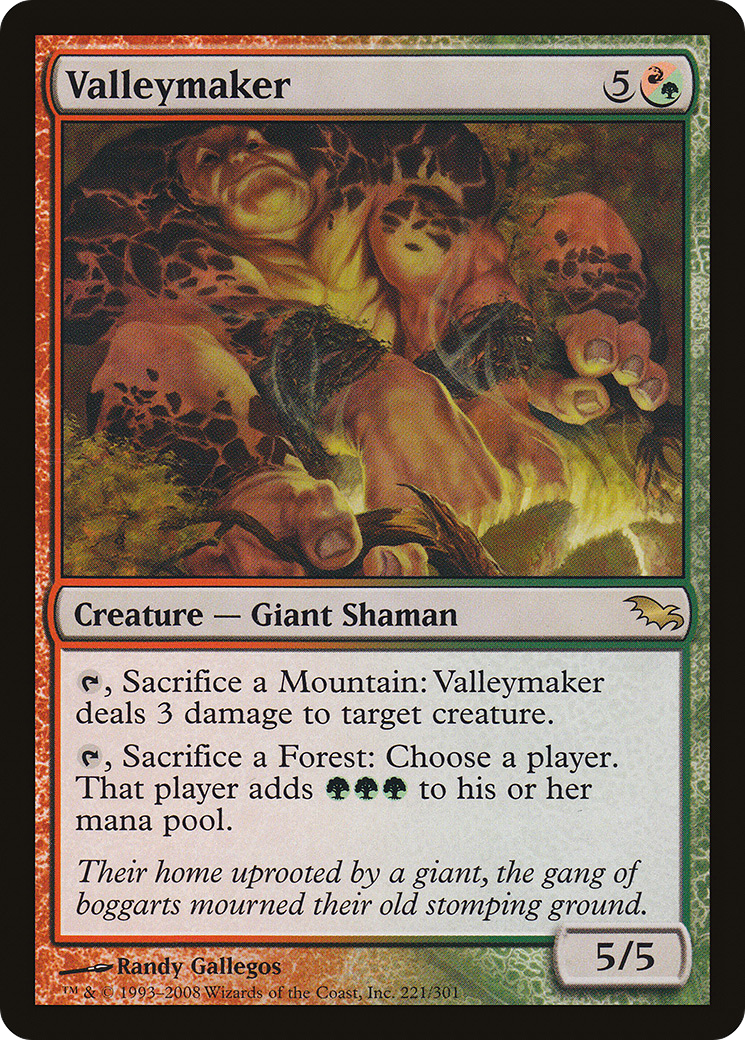 Valleymaker 5
Creature — Giant Shaman
, Sacrifice a Mountain: Valleymaker
deals 3 damage to target creature.
, Sacrifice a Forest: Choose a player.
That player adds to his or her
mana pool.
Their home uprooted by a giant, the gang of
boggarts mourned their old stomping ground.
5/5
Randy Gallegos
™ & © 1993–2008 Wizards of the Coast, Inc. 221/301